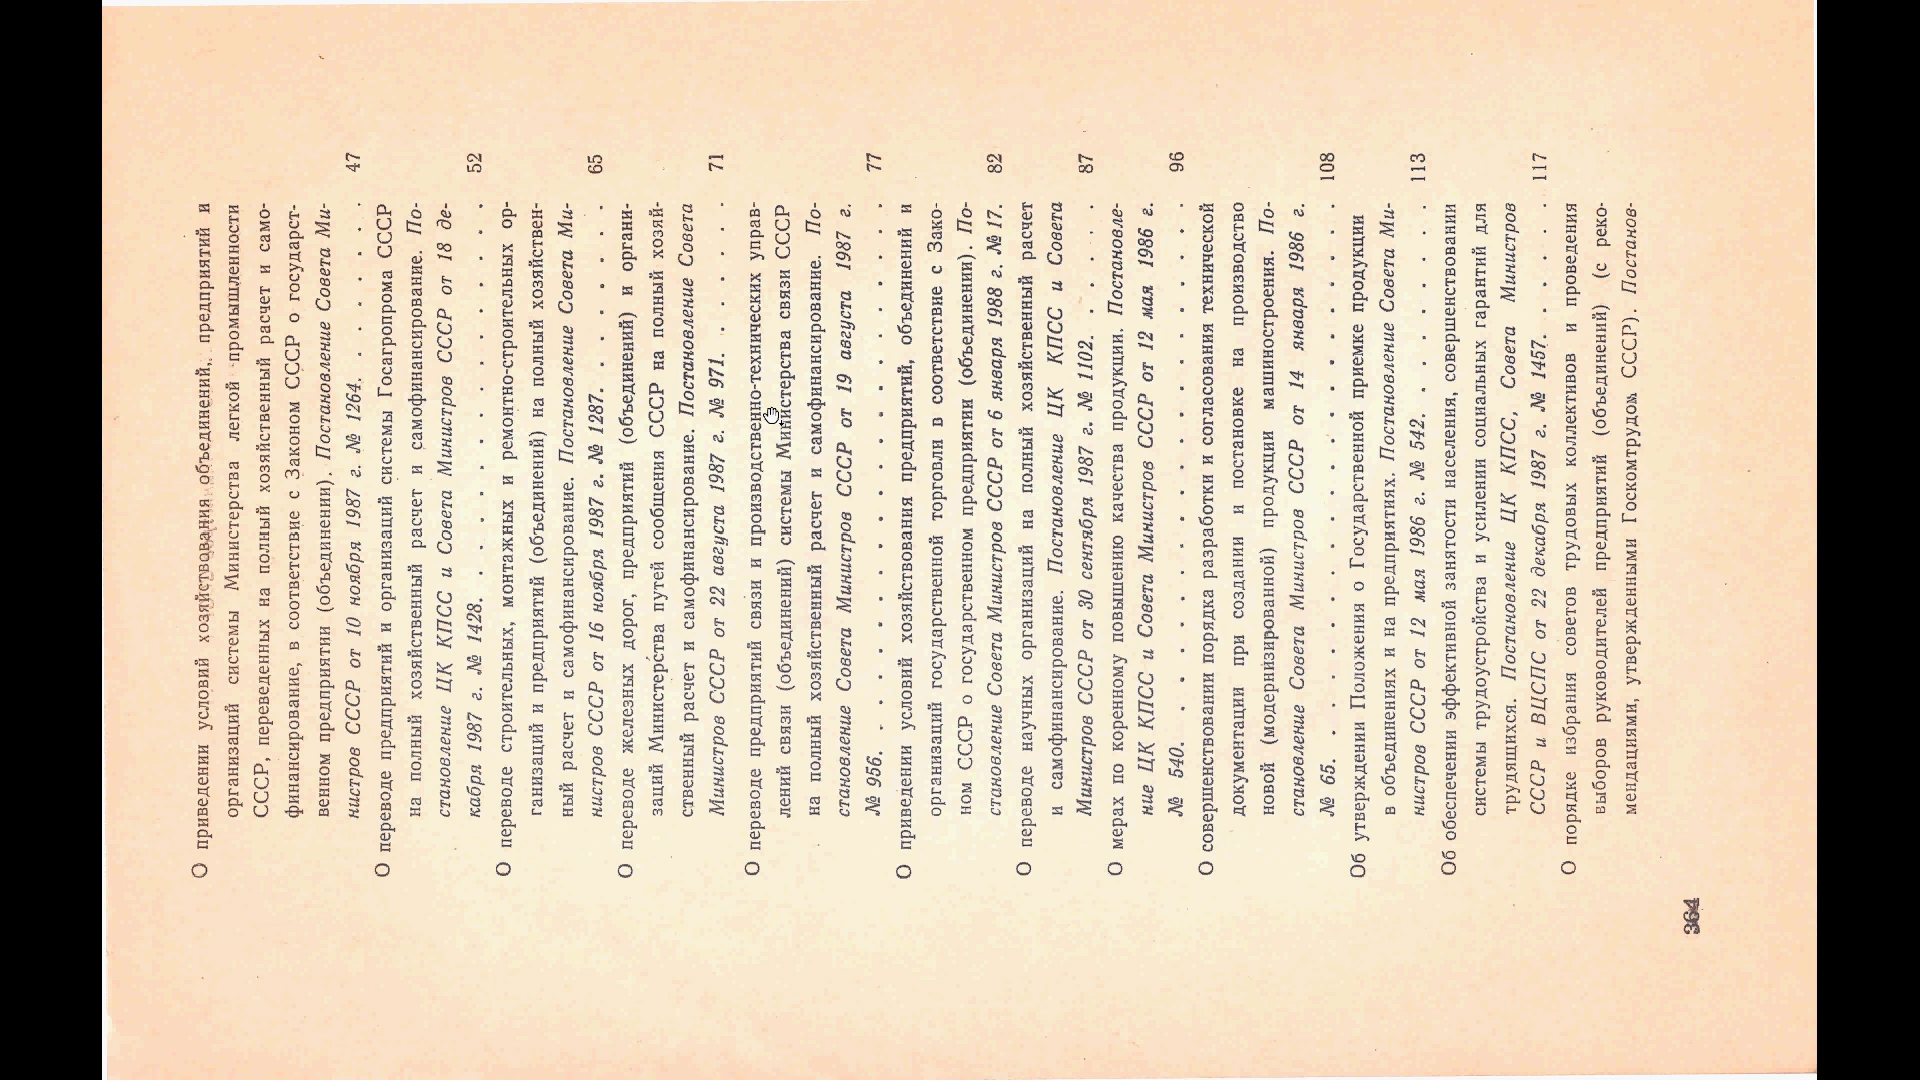 О приведении условий хозяйствования объединений, предприятий и
организаций системы Министерства легкой промышленности
СССР, переведенных на полный хозяйственный расчет и само-
финансирование, в соответствие с Законом СССР о государст-
венном предприятии (объединении). Постановление Совета Ми-
нистров СССР от 10 ноября 1987 г. № 1264. . . . . . . 47
О переводе предприятий и организаций системы Госагропрома СССР
на полный хозяйственный расчет и самофинансирование. По-
становление ЦК КПСС и Совета Министров СССР от 18 де-
кабря 1987 г. № 1428. . . . . . . . . . . . . . . . 52
О переводе строительных, монтажных и ремонтно-строительных ор-
ганизаций и предприятий (объединений) на полный хозяйствен-
ный расчет и самофинансирование. Постановление Совета Ми-
нистров СССР от 16 ноября 1987 г. № 1287. . . . . . . . 65
О переводе железных дорог, предприятий (объединений) и органи-
заций Министерства путей сообщения СССР на полный хозяй-
ственный расчет и самофинансирование. Постановление Совета
Министров СССР от 22 августа 1987 г. № 971. . . . . . . 71
О переводе предприятий связи и производственно-технических управ-
лений связи (объединений) системы Министерства связи СССР
на полный хозяйственный расчет и самофинансирование. По-
становление Совета Министров СССР от 19 августа 1987 г.
№ 956. . . . . . . . . . . . . . . . . . . . . . 77
О приведении условий хозяйствования предприятий, объединений и
организаций государственной торговли в соответствие с Зако-
ном СССР о государственном предприятии (объединении). По-
становление Совета Министров СССР от 6 января 1988 г. № 17. 82
О переводе научных организаций на полный хозяйственный расчет
и самофинансирование. Постановление ЦК КПСС и Совета
Министров СССР от 30 сентября 1987 г. № 1102. . . . . . 87
О мерах по коренному повышению качества продукции. Постановле-
ние ЦК КПСС и Совета Министров СССР от 12 мая 1986 г.
№ 540. . . . . . . . . . . . . . . . . . . . . . 96
О совершенствовании порядка разработки и согласования технической
документации при создании и постановке на производство
новой (модернизированной) продукции машиностроения. По-
становление Совета Министров СССР от 14 января 1986 г.
№ 65. . . . . . . . . . . . . . . . . . . . . . 108
Об утверждении Положения о Государственной приемке продукции
в объединениях и на предприятиях. Постановление Совета Ми-
нистров СССР от 12 мая 1986 г. № 542. . . . . . . . . 113
Об обеспечении эффективной занятости населения, совершенствовании
системы трудоустройства и усилении социальных гарантий для
трудящихся. Постановление ЦК КПСС, Совета Министров
СССР и ВЦСПС от 22 декабря 1987 г. № 1457. . . . . . 117
О порядке избрания советов трудовых коллективов и проведения
выборов руководителей предприятий (объединений) (с реко-
мендациями, утвержденными Госкомтрудом СССР). Постанов-
364